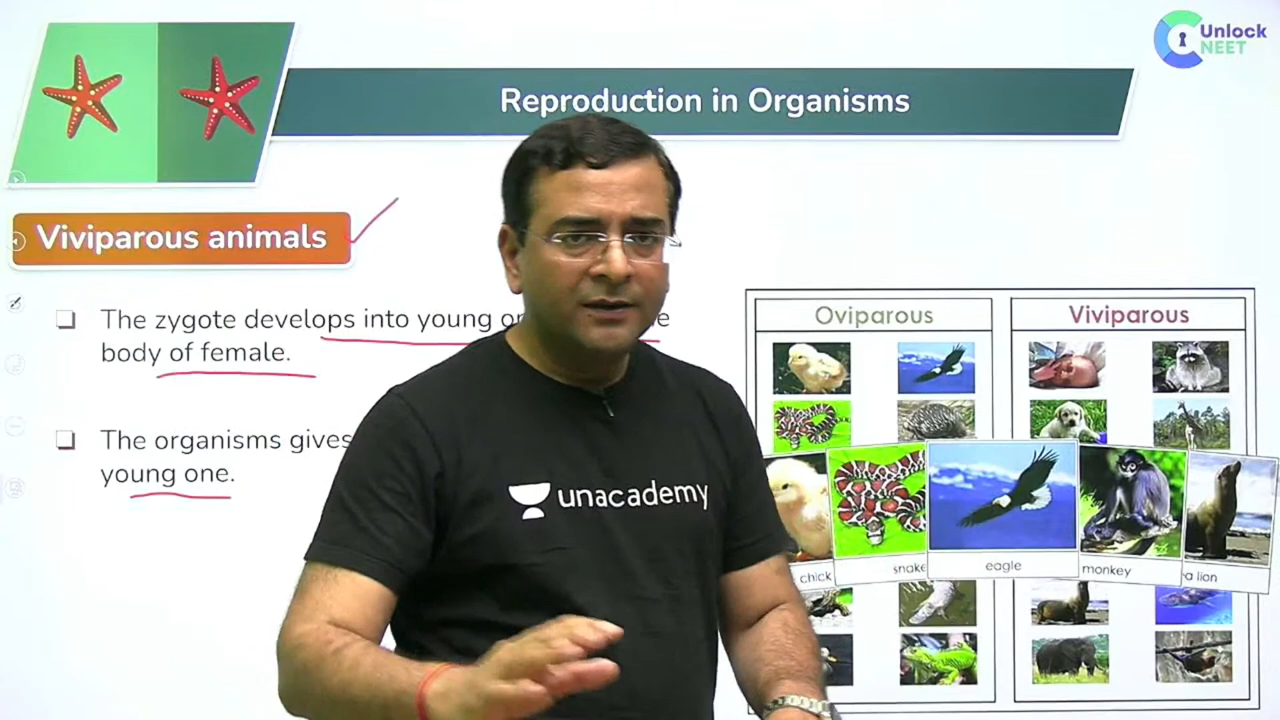 Unlock
NEET
Reproduction in Organisms
Viviparous animals
The zygote develops into young
body of female.
The organisms gives
young one.
unacademy
Oviparous
Viviparous
chick
snake
eagle
monkey
lion